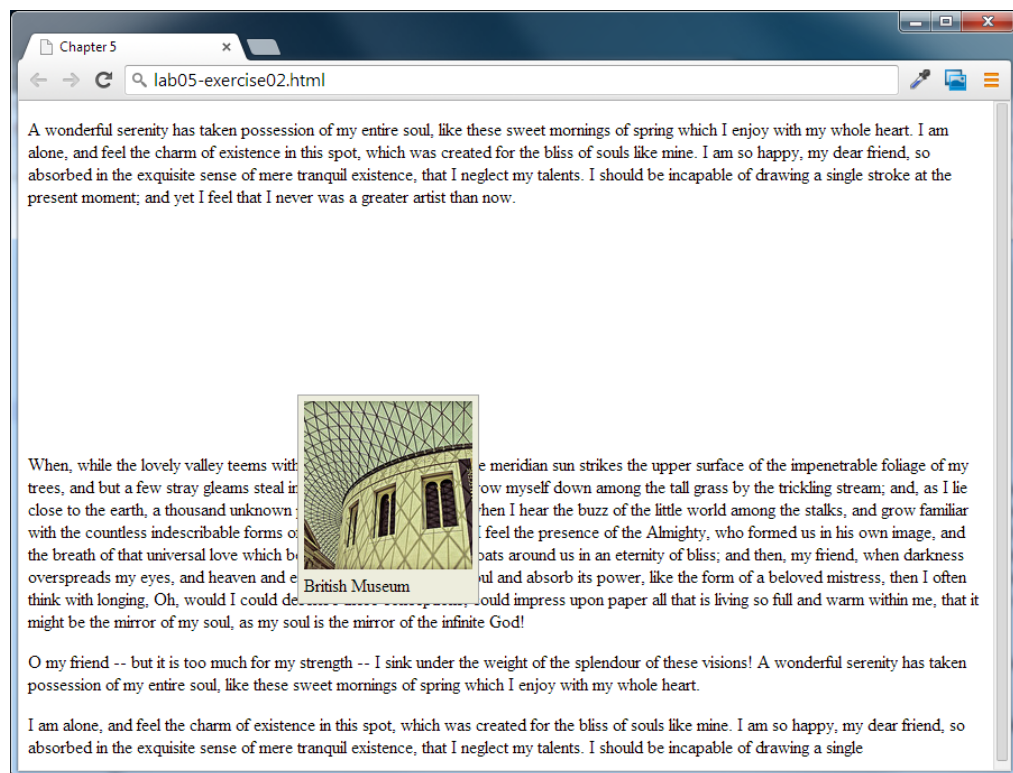 Chapter 5
lab05-exercise02.html
A wonderful serenity has taken possession of my entire soul, like these sweet mornings of spring which I enjoy with my whole heart. I am
alone, and feel the charm of existence in this spot, which was created for the bliss of souls like mine. I am so happy, my dear friend, so
absorbed in the exquisite sense of mere tranquil existence, that I neglect my talents. I should be incapable of drawing a single stroke at the
present moment; and yet I feel that I never was a greater artist than now.
When, while the lovely valley teems with e meridian sun strikes the upper surface of the impenetrable foliage of my
trees, and but a few stray gleams steal in ow myself down among the tall grass by the trickling stream; and, as I lie
close to the earth, a thousand unknown hen I hear the buzz of the little world among the stalks, and grow familiar
with the countless indescribable forms o I feel the presence of the Almighty, who formed us in his own image, and
the breath of that universal love which be oats around us in an eternity of bliss; and then, my friend, when darkness
overspreads my eyes, and heaven and e ul and absorb its power, like the form of a beloved mistress, then I often
British Museum
think with longing, Oh, would I could could impress upon paper all that is living so full and warm within me, that it
might be the mirror of my soul, as my soul is the mirror of the infinite God!
O my friend -- but it is too much for my strength -- I sink under the weight of the splendour of these visions! A wonderful serenity has taken
possession of my entire soul, like these sweet mornings of spring which I enjoy with my whole heart.
I am alone, and feel the charm of existence in this spot, which was created for the bliss of souls like mine. I am so happy, my dear friend, so
absorbed in the exquisite sense of mere tranquil existence, that I neglect my talents. I should be incapable of drawing a single